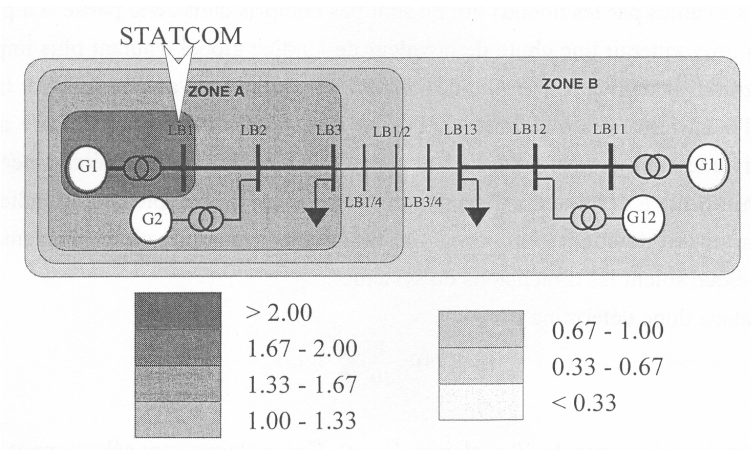 STATCOM
ZONE A
ZONE B
LB1
LB2
LB3
LB1/2
LB13
LB12
LB11
G1
G11
LB1/4
LB3/4
G2
G12
> 2.00
1.67 - 2.00
1.33 - 1.67
1.00 - 1.33
0.67 - 1.00
0.33 - 0.67
< 0.33